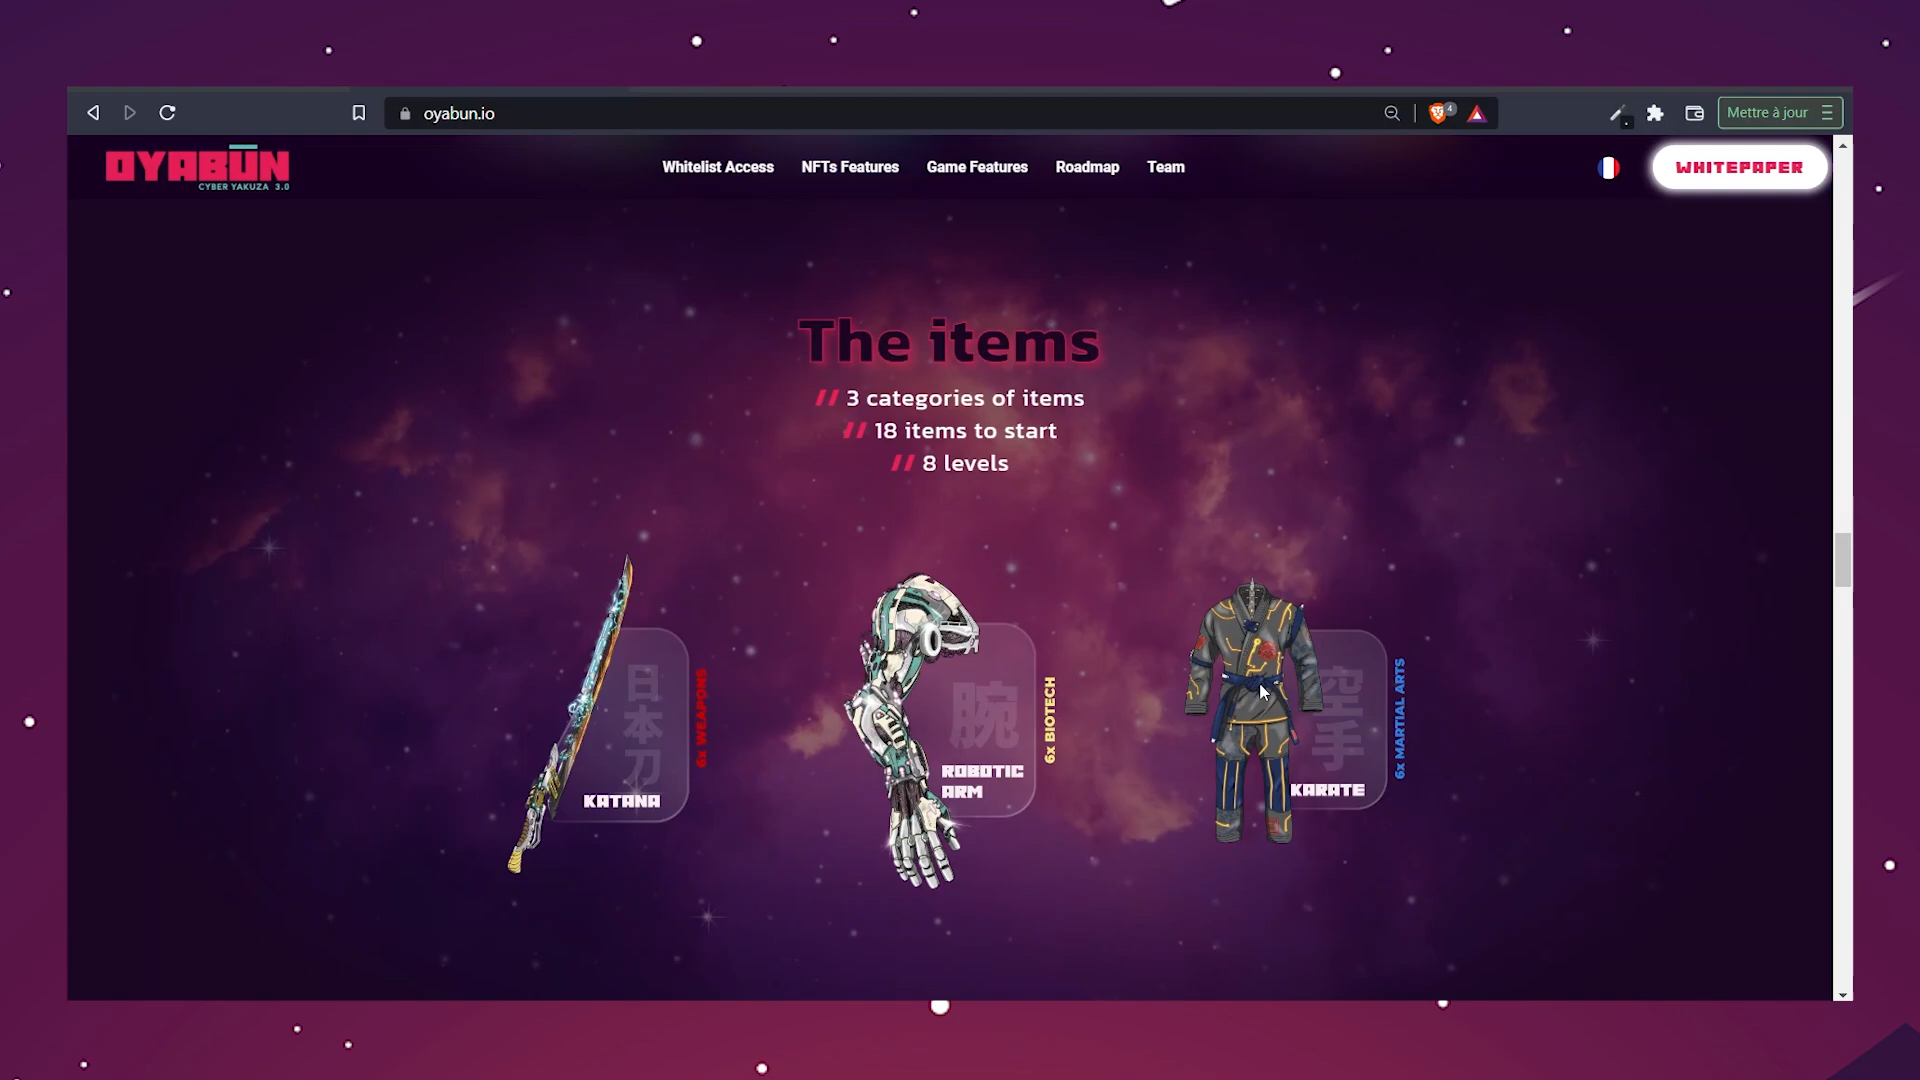 oyabun.io
4
Mettre à jour
OYABŪN
CYBER YAKUZA 3.0
Whitelist Access
NFTs Features
Game Features
Roadmap
Team
WHITEPAPER
The items
// 3 categories of items
// 18 items to start
// 8 levels
日本刀
KATANA
6x WEAPONS
腕
ROBOTIC
ARM
6x BIOTECH
空手
KARATE
6x MARTIAL ARTS